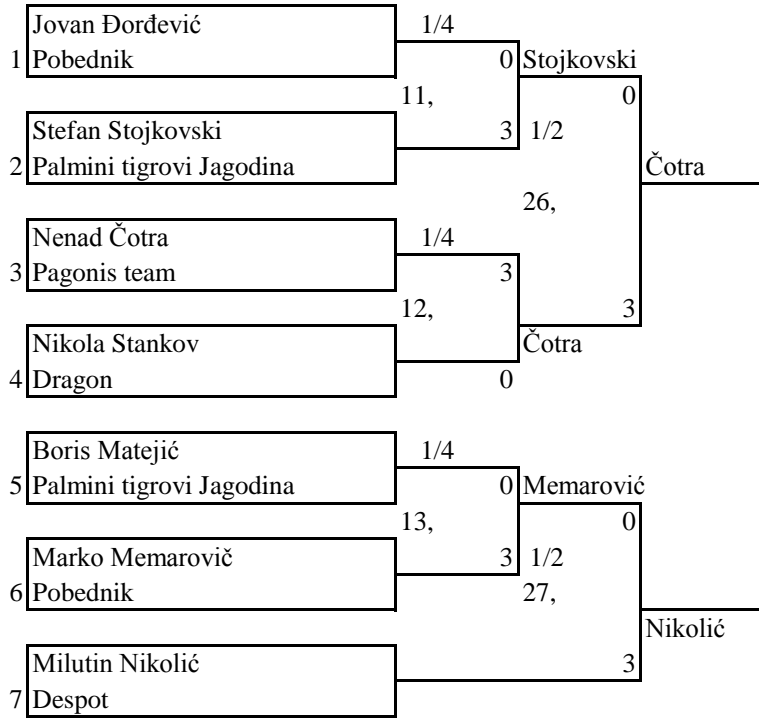 Jovan Đorđević 1/4
1 Pobednik 0 Stojkovski
11, 0
Stefan Stojkovski 3 1/2
2 Palmini tigrovi Jagodina Čotra
26,
Nenad Čotra 1/4
3 Pagonis team 3
12, 3
Nikola Stankov Čotra
4 Dragon 0
Boris Matejić 1/4
5 Palmini tigrovi Jagodina 0 Memarović
13, 0
Marko Memarovič 3 1/2
6 Pobednik 27,
Nikolić
Milutin Nikolić 3
7 Despot